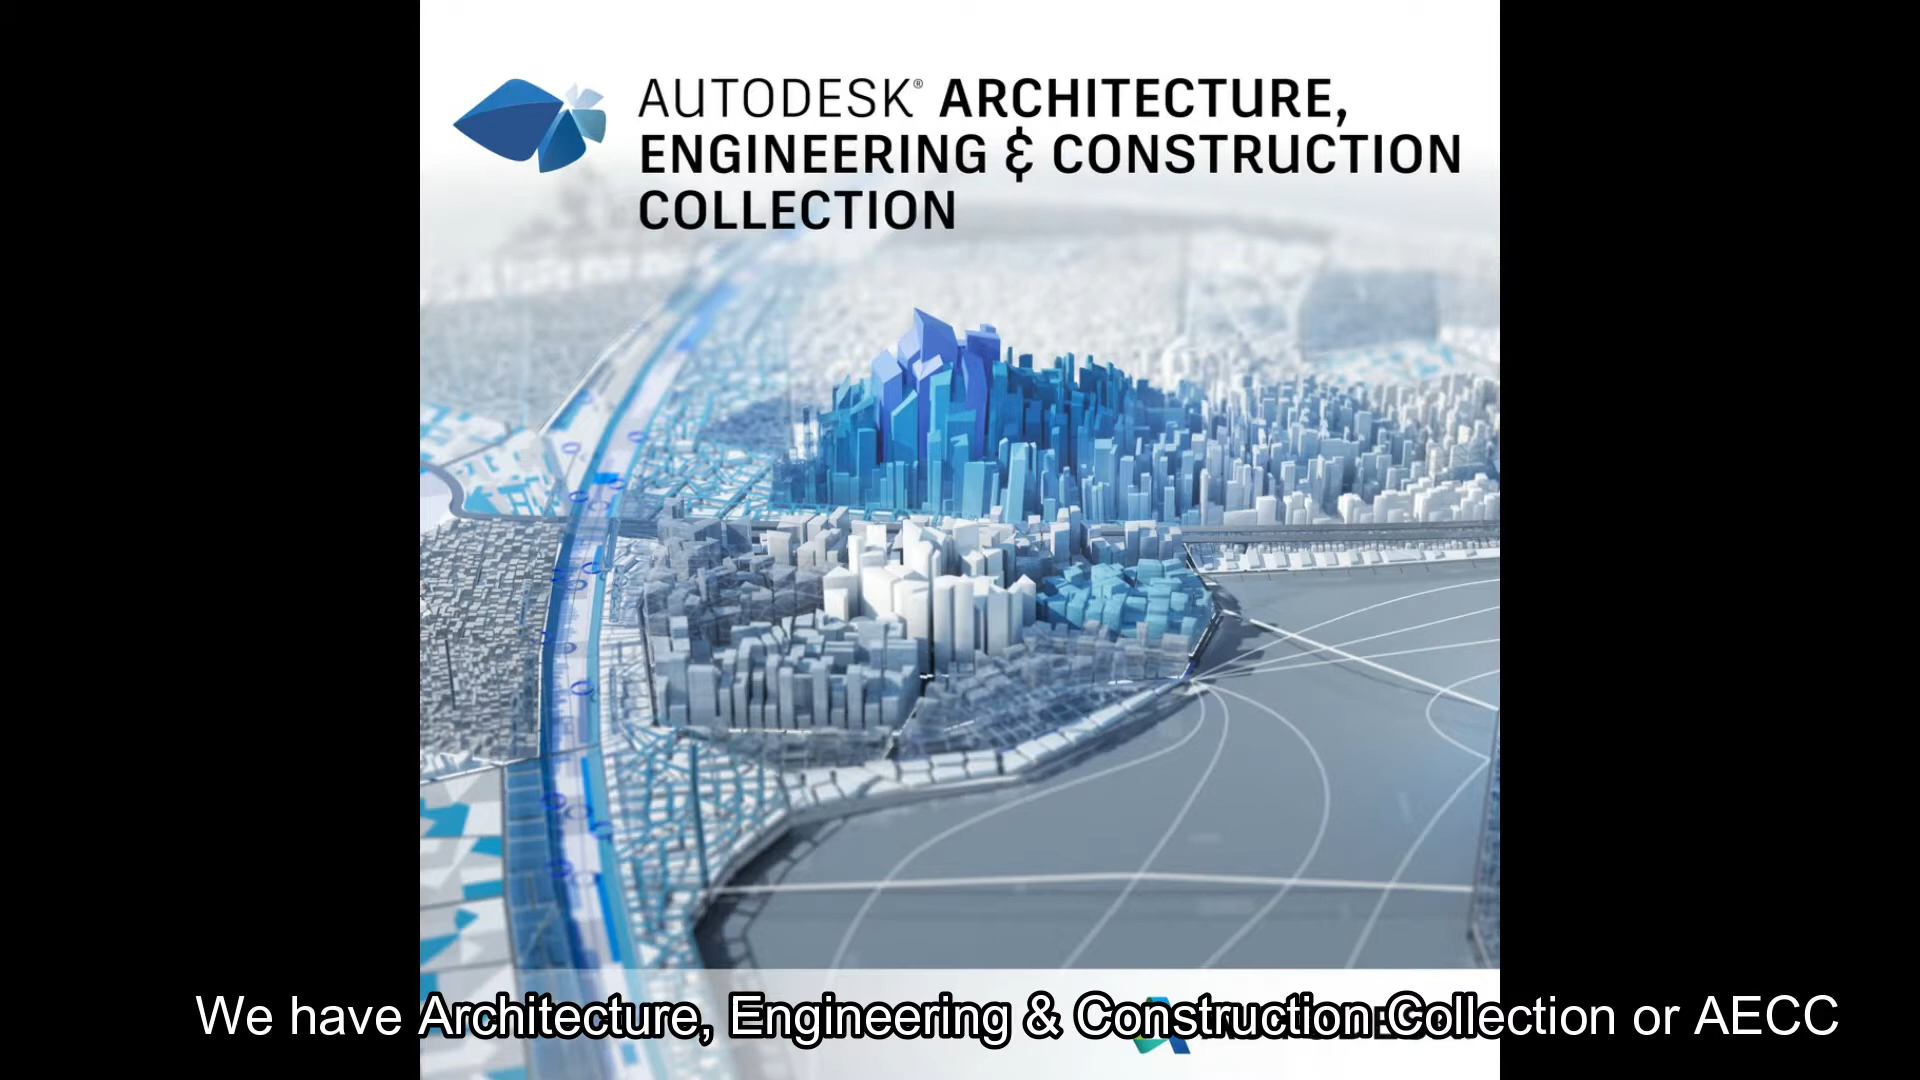 AUTODESK® ARCHITECTURE,
ENGINEERING & CONSTRUCTION
COLLECTION
We have Architecture, Engineering & Construction Collection or AECC